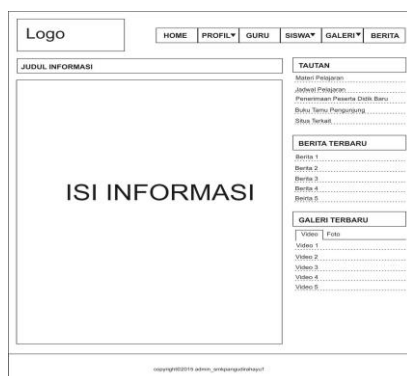 Logo
HOME PROFIL▼ GURU SISWA▼ GALERI▼ BERITA
JUDUL INFORMASI
ISI INFORMASI
TAUTAN
Materi Pelajaran
Jadwal Pelajaran
Penerimaan Peserta Didik Baru
Buku Tamu Pengunjung
Situs Terkait
BERITA TERBARU
Berita 1
Berita 2
Berita 3
Berita 4
Beirta 5
GALERI TERBARU
Video Foto
Video 1
Video 2
Video 3
Video 4
Video 5